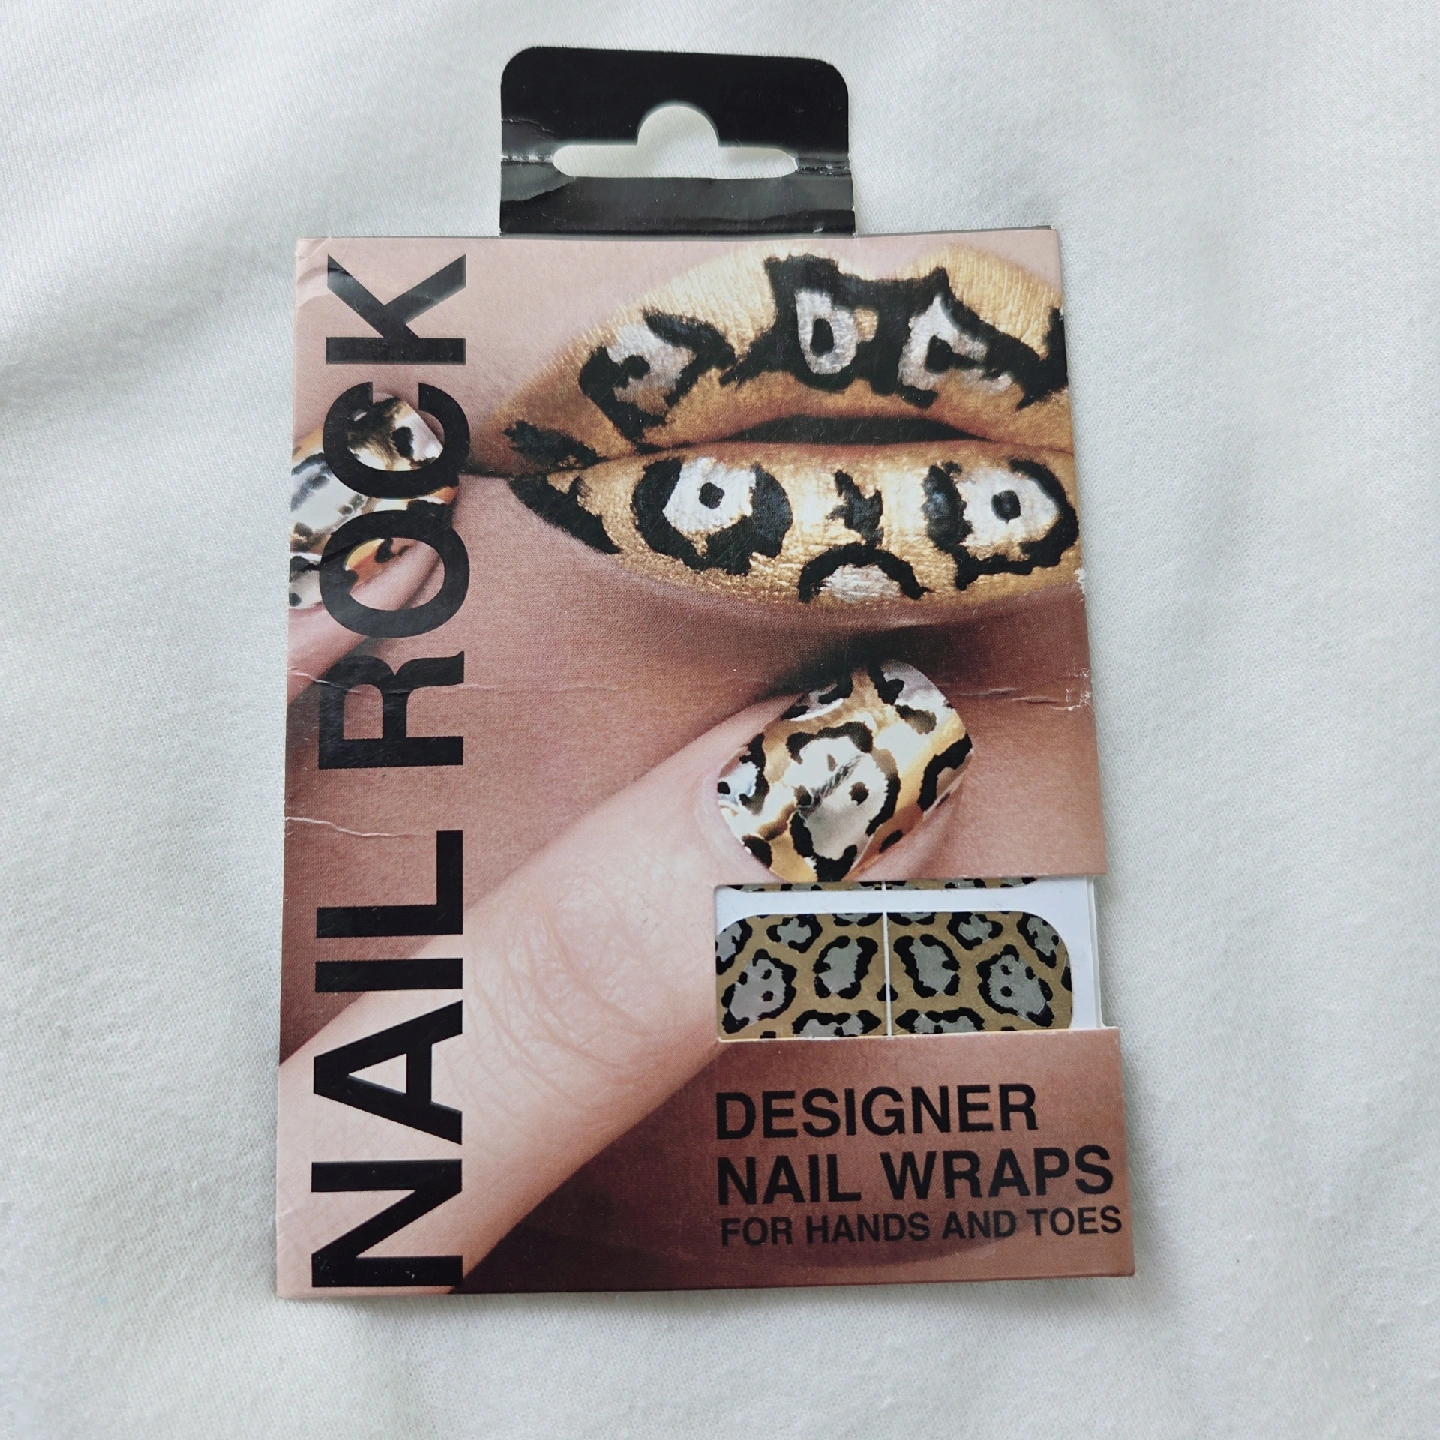 NAIL ROCK
DESIGNER
NAIL WRAPS
FOR HANDS AND TOES